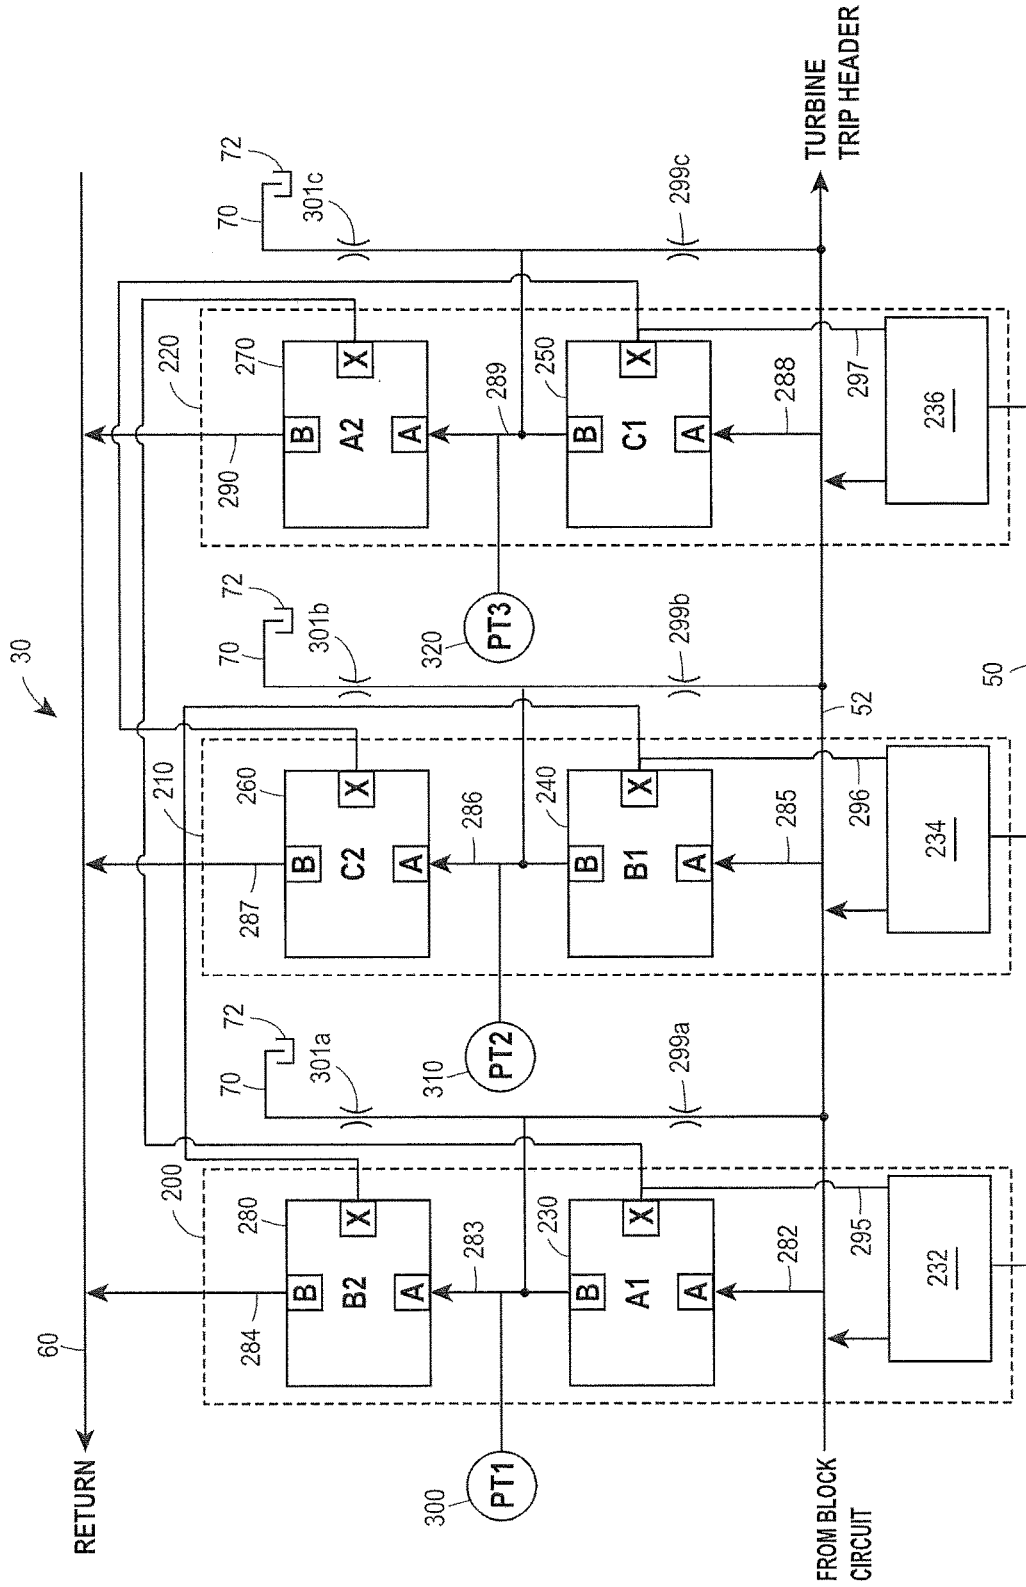 30
RETURN
60
200
284
280
B
B2
X
A
283
PT1
300
230
B
A1
X
A
282
295
232
FROM BLOCK
CIRCUIT
70
72
301a
299a
210
287
260
B
C2
X
A
286
PT2
310
240
B
B1
X
A
285
296
234
52
50
70
72
301b
299b
220
290
270
B
A2
X
A
289
PT3
320
250
B
C1
X
A
288
297
236
70
72
301c
299c
TURBINE
TRIP HEADER